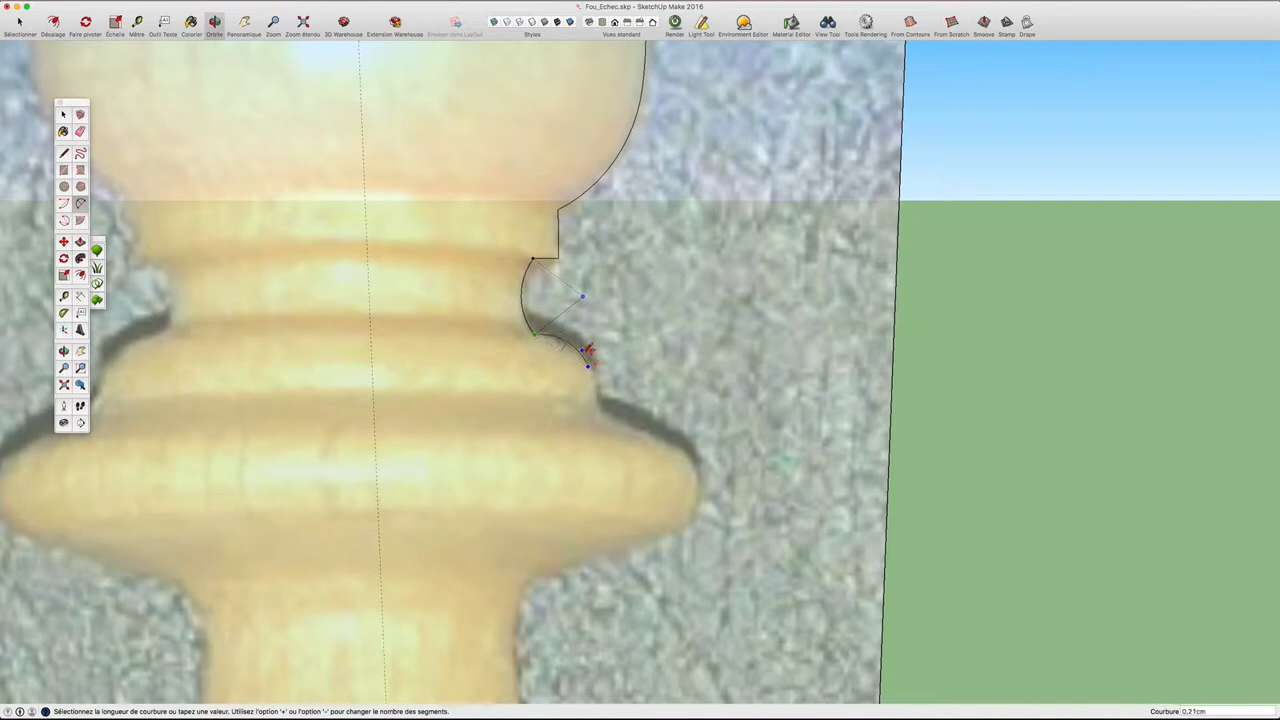 Fou_Echec.skp - SketchUp Make 2016
Sélectionner Décalage Faire pivoter Échelle Mètre Outil Texte Colorier Orbite Panoramique Zoom Zoom étendu 3D Warehouse Extension Warehouse Envoyer dans LayOut Styles Vues standard Render Light Tool Environment Editor Material Editor View Tool Tools Rendering From Contours From Scratch Smoove Stamp Drape
Sélectionnez la longueur de courbure ou tapez une valeur. Utilisez l'option '+' ou l'option '-' pour changer le nombre des segments. Courbure 0,21cm